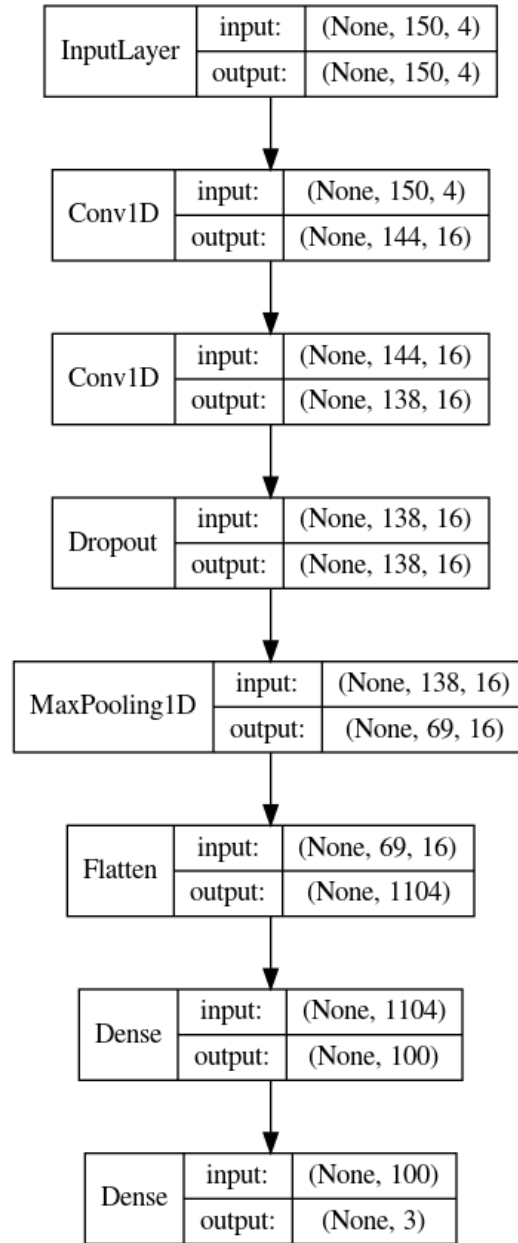 InputLayer
input: (None, 150, 4)
output: (None, 150, 4)
Conv1D
input: (None, 150, 4)
output: (None, 144, 16)
Conv1D
input: (None, 144, 16)
output: (None, 138, 16)
Dropout
input: (None, 138, 16)
output: (None, 138, 16)
MaxPooling1D
input: (None, 138, 16)
output: (None, 69, 16)
Flatten
input: (None, 69, 16)
output: (None, 1104)
Dense
input: (None, 1104)
output: (None, 100)
Dense
input: (None, 100)
output: (None, 3)